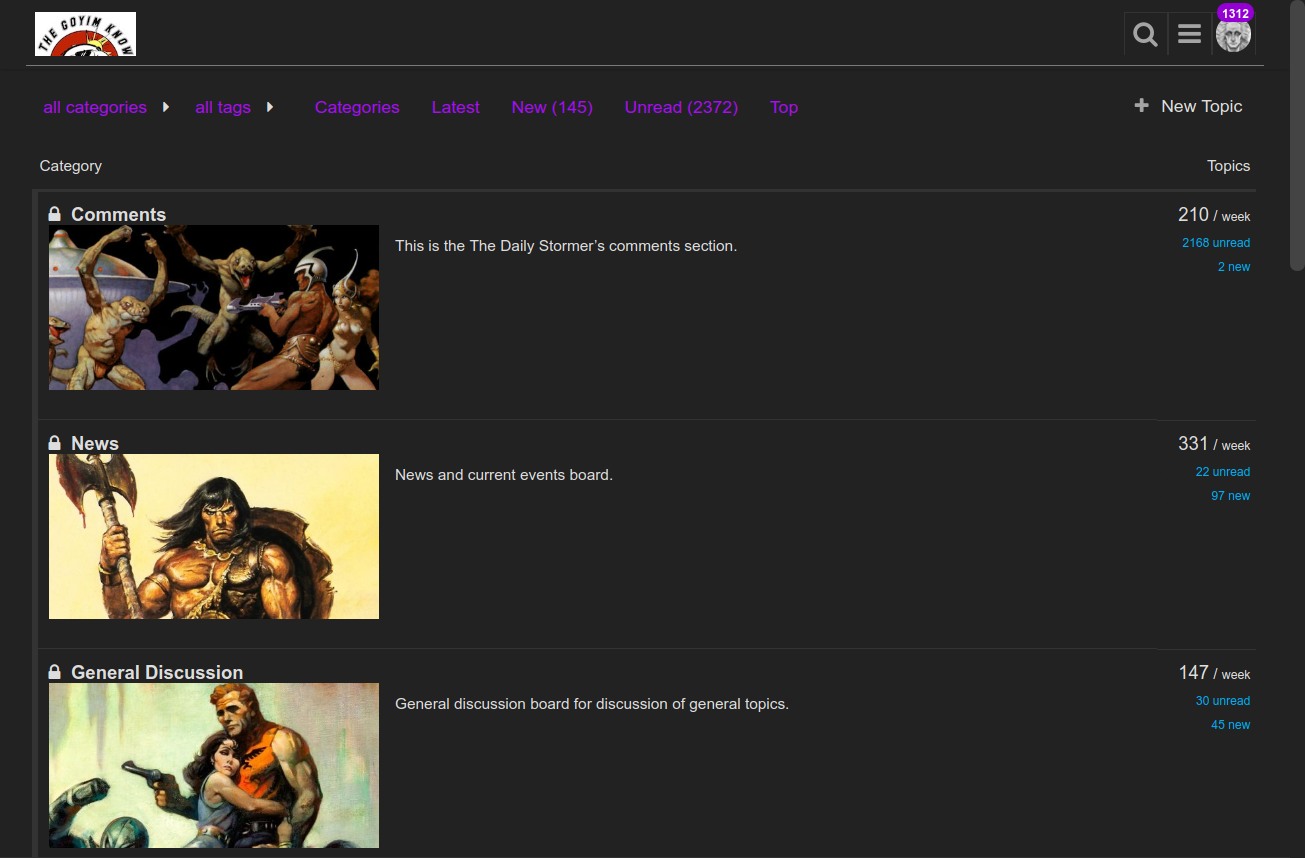 THE GOYIM KNOW
1312
all categories all tags Categories Latest New (145) Unread (2372) Top New Topic
Category Topics
Comments 210 / week
This is the The Daily Stormer's comments section.
2168 unread
2 new
News 331 / week
News and current events board.
22 unread
97 new
General Discussion 147 / week
General discussion board for discussion of general topics.
30 unread
45 new